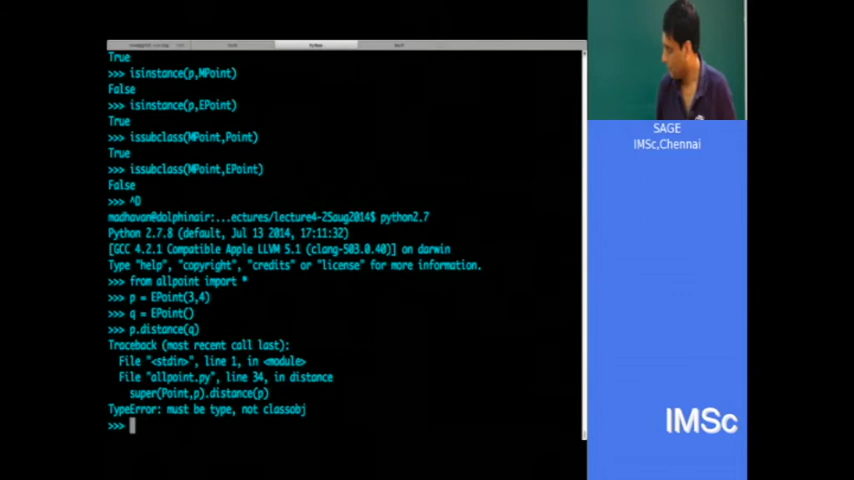 Python
True
>>> isinstance(p,MPoint)
False
>>> isinstance(p,EPoint)
True
>>> issubclass(MPoint,Point)
True
>>> issubclass(MPoint,EPoint)
False
>>> ^D
madhavan@dolphinair:...ectures/lecture4-25aug2014$ python2.7
Python 2.7.8 (default, Jul 13 2014, 17:11:32)
[GCC 4.2.1 Compatible Apple LLVM 5.1 (clang-503.0.40)] on darwin
Type "help", "copyright", "credits" or "license" for more information.
>>> from allpoint import *
>>> p = EPoint(3,4)
>>> q = EPoint()
>>> p.distance(q)
Traceback (most recent call last):
File "<stdin>", line 1, in <module>
File "allpoint.py", line 34, in distance
super(Point,p).distance(p)
TypeError: must be type, not classobj
>>>
SAGE
IMSc,Chennai
IMSc